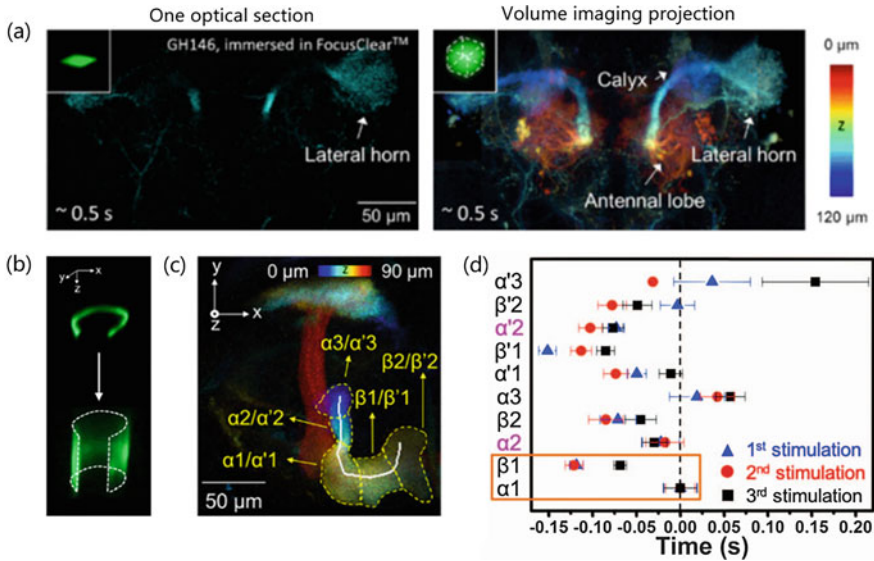 One optical section
Volume imaging projection
(a)
GH146, immersed in FocusClear™
Lateral horn
~ 0.5 s
50 µm
Calyx
Lateral horn
Antennal lobe
~ 0.5 s
0 µm
z
120 µm
(b)
y x
z
(c)
0 µm z 90 µm
y
z x
α3/α'3
β2/β'2
β1/β'1
α2/α'2
α1/α'1
50 µm
(d)
α'3
β'2
α'2
β'1
α'1
α3
β2
α2
β1
α1
1st stimulation
2nd stimulation
3rd stimulation
-0.15 -0.10 -0.05 0.00 0.05 0.10 0.15 0.20
Time (s)